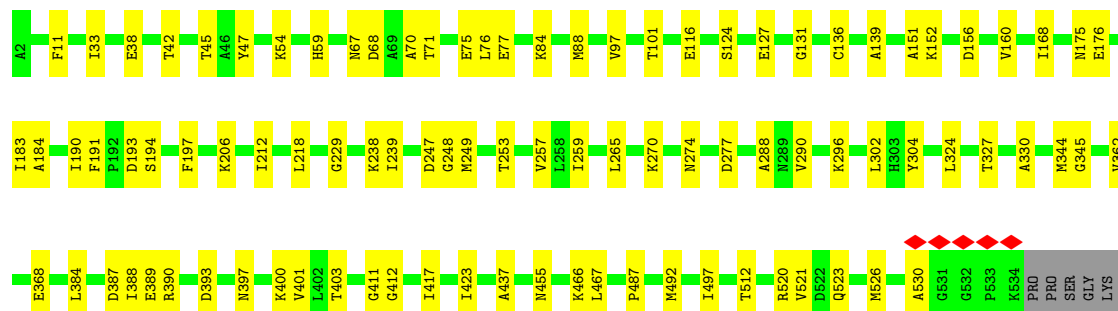 A2 F11 I33 E38 T42 T45 A46 Y47 K54 H59 N67 D68 A69 A70 T71 E75 L76 E77 K84 M88 V97 T101 E116 S124 E127 G131 C136 A139 A151 K152 D156 V160 I168 N175 E176
I183 A184 I190 F191 P192 D193 S194 F197 K206 I212 L218 G229 K238 I239 D247 G248 M249 T253 V257 L258 I259 L265 K270 N274 D277 A288 N289 V290 K296 L302 H303 Y304 L324 T327 A330 M344 G345
E368 L384 D387 I388 E389 R390 D393 N397 K400 V401 L402 T403 G411 G412 I417 I423 A437 N455 K466 L467 P487 M492 I497 T512 R520 V521 D522 Q523 M526 A530 G531 G532 P533 K534 PRO PRO SER GLY LYS